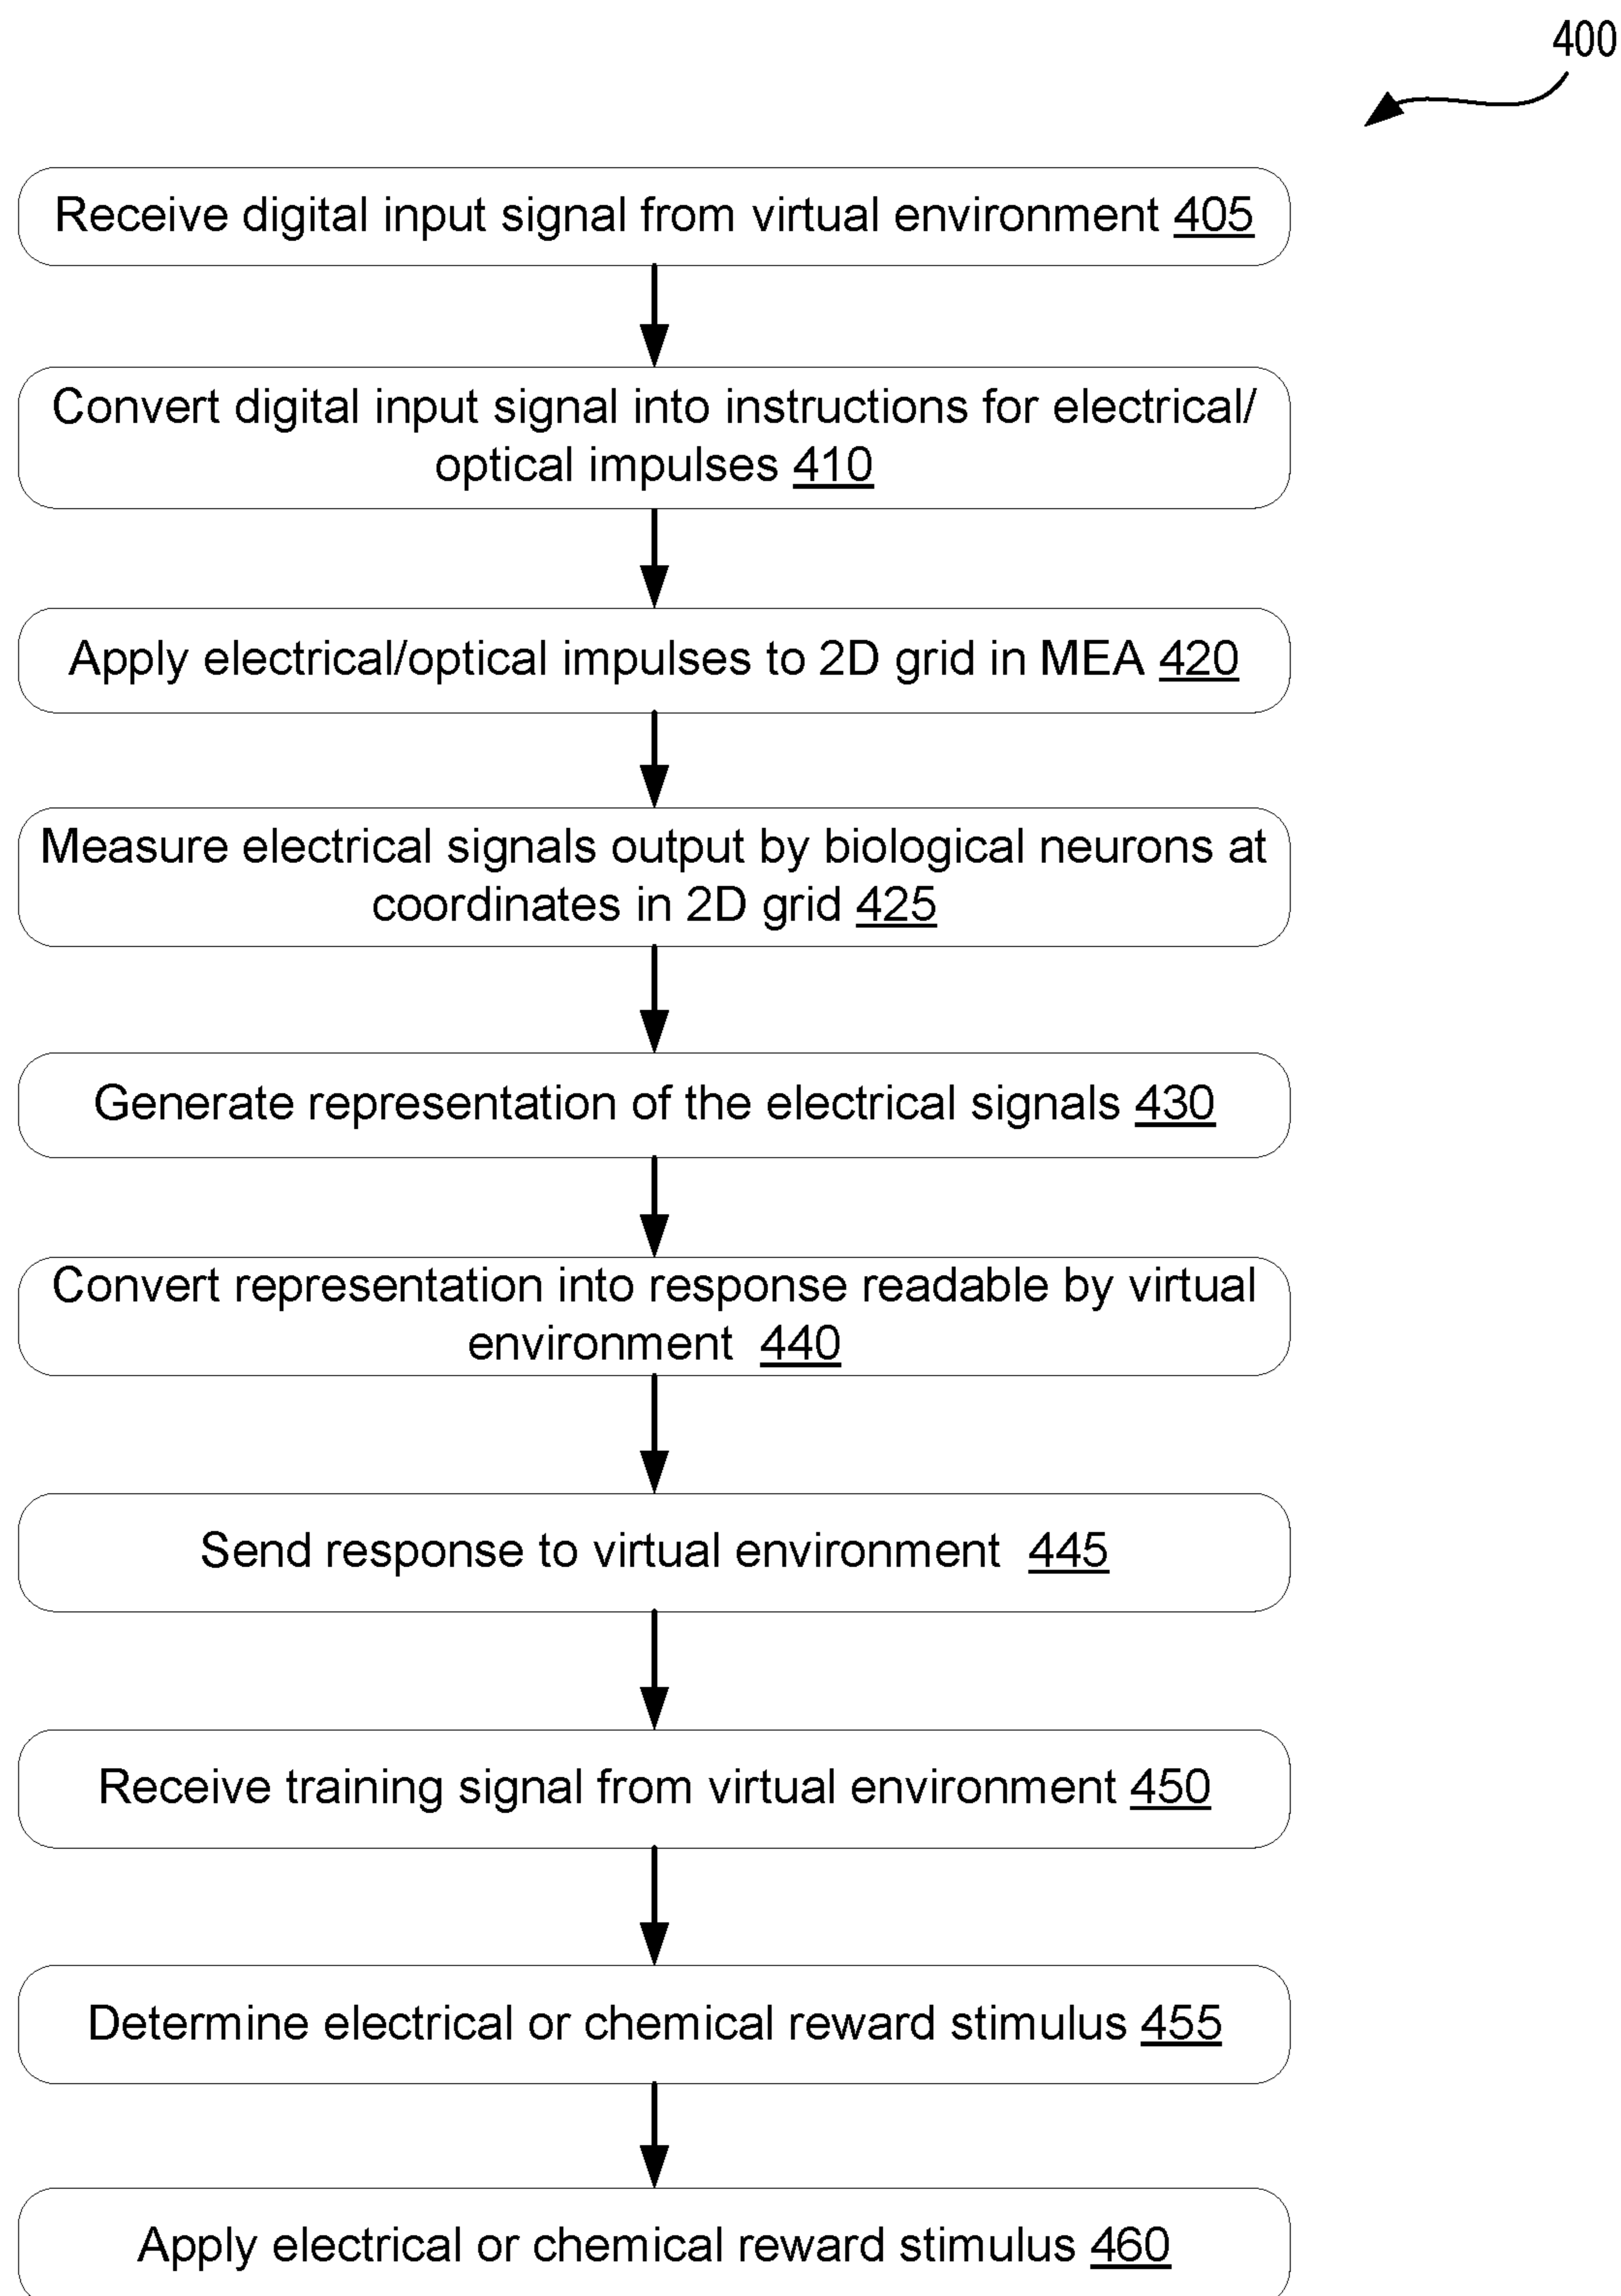 400
Receive digital input signal from virtual environment 405
Convert digital input signal into instructions for electrical/
optical impulses 410
Apply electrical/optical impulses to 2D grid in MEA 420
Measure electrical signals output by biological neurons at
coordinates in 2D grid 425
Generate representation of the electrical signals 430
Convert representation into response readable by virtual
environment 440
Send response to virtual environment 445
Receive training signal from virtual environment 450
Determine electrical or chemical reward stimulus 455
Apply electrical or chemical reward stimulus 460